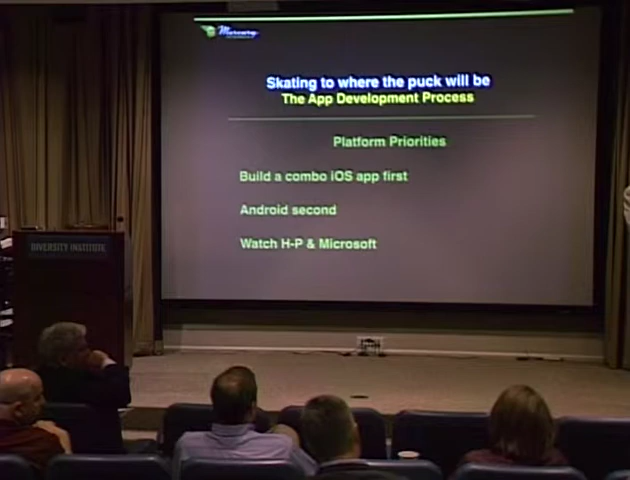 Mercury
Skating to where the puck will be
The App Development Process
Platform Priorities
Build a combo iOS app first
Android second
Watch H-P & Microsoft
DIVERSITY INSTITUTE